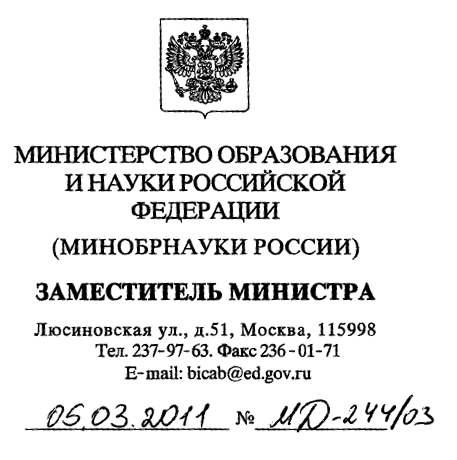 МИНИСТЕРСТВО ОБРАЗОВАНИЯ
И НАУКИ РОССИЙСКОЙ
ФЕДЕРАЦИИ
(МИНОБРНАУКИ РОССИИ)
ЗАМЕСТИТЕЛЬ МИНИСТРА
Люсиновская ул., д.51, Москва, 115998
Тел. 237-97-63. Факс 236-01-71
E-mail: bicab@ed.gov.ru
05.03.2011 № МД-244/03